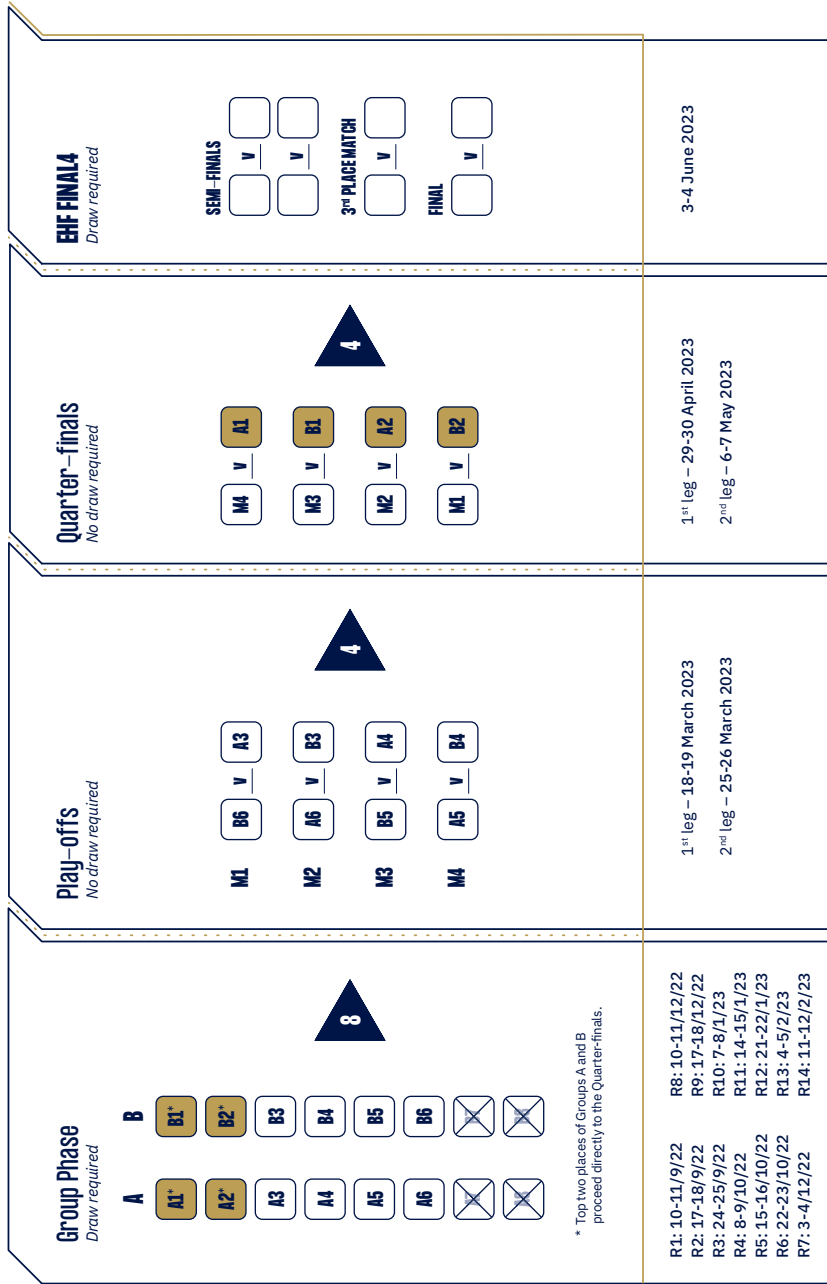 Group Phase
Draw required
A B
A1* B1*
A2* B2*
A3 B3
A4 B4
A5 B5
A6 B6
A7 B7
A8 B8
8
* Top two places of Groups A and B
proceed directly to the Quarter-finals.
R1: 10-11/9/22 R8: 10-11/12/22
R2: 17-18/9/22 R9: 17-18/12/22
R3: 24-25/9/22 R10: 7-8/1/23
R4: 8-9/10/22 R11: 14-15/1/23
R5: 15-16/10/22 R12: 21-22/1/23
R6: 22-23/10/22 R13: 4-5/2/23
R7: 3-4/12/22 R14: 11-12/2/23
Play-offs
No draw required
M1 B6 V A3
M2 A6 V B3
M3 B5 V A4
M4 A5 V B4
4
1st leg – 18-19 March 2023
2nd leg – 25-26 March 2023
Quarter-finals
No draw required
M4 V A1
M3 V B1
M2 V A2
M1 V B2
4
1st leg – 29-30 April 2023
2nd leg – 6-7 May 2023
EHF FINAL4
Draw required
SEMI-FINALS
V
V
3rd PLACE MATCH
V
FINAL
V
3-4 June 2023